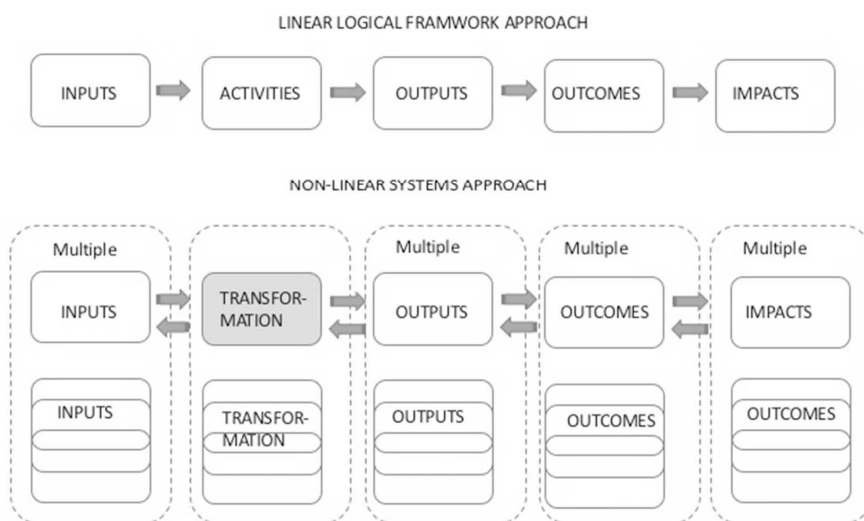 LINEAR LOGICAL FRAMWORK APPROACH
INPUTS
ACTIVITIES
OUTPUTS
OUTCOMES
IMPACTS
NON-LINEAR SYSTEMS APPROACH
Multiple
Multiple
Multiple
Multiple
INPUTS
TRANSFOR-
MATION
OUTPUTS
OUTCOMES
IMPACTS
INPUTS
TRANSFOR-
MATION
OUTPUTS
OUTCOMES
OUTCOMES